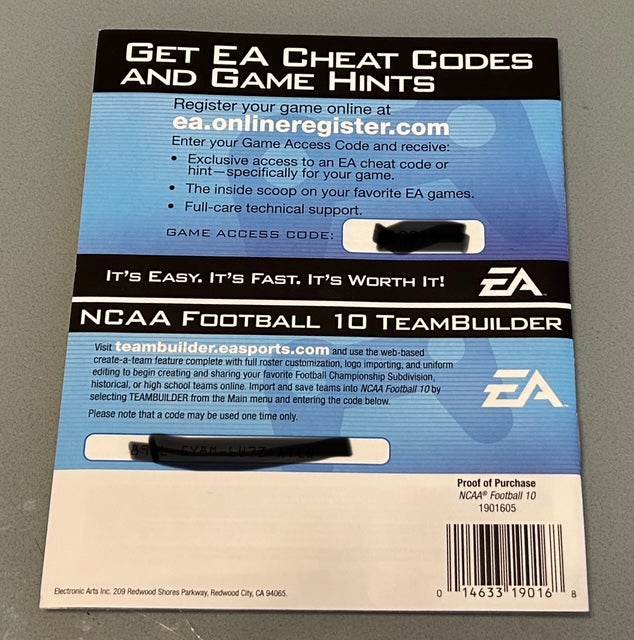 GET EA CHEAT CODES
AND GAME HINTS
Register your game online at
ea.onlineregister.com
Enter your Game Access Code and receive:
• Exclusive access to an EA cheat code or
hint—specifically for your game.
• The inside scoop on your favorite EA games.
• Full-care technical support.
GAME ACCESS CODE:
IT'S EASY. IT'S FAST. IT'S WORTH IT!
EA
NCAA FOOTBALL 10 TEAMBUILDER
Visit teambuilder.easports.com and use the web-based
create-a-team feature complete with full roster customization, logo importing, and uniform
editing to begin creating and sharing your favorite Football Championship Subdivision,
historical, or high school teams online. Import and save teams into NCAA Football 10 by
selecting TEAMBUILDER from the Main menu and entering the code below.
Please note that a code may be used one time only.
EA
Proof of Purchase
NCAA® Football 10
1901605
0 14633 19016 8
Electronic Arts Inc. 209 Redwood Shores Parkway, Redwood City, CA 94065.